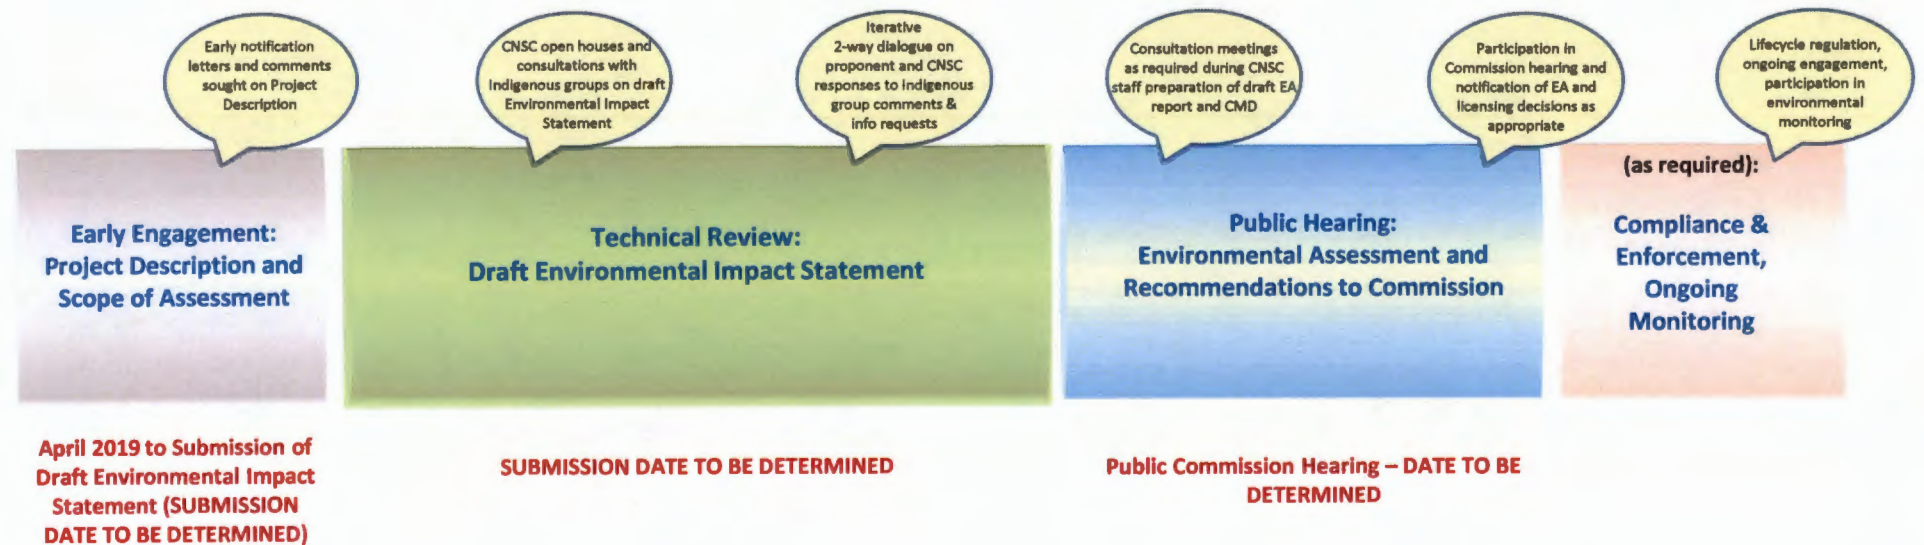 Early notification
letters and comments
sought on Project
Description
CNSC open houses and
consultations with
Indigenous groups on draft
Environmental Impact
Statement
Iterative
2-way dialogue on
proponent and CNSC
responses to Indigenous
group comments &
info requests
Consultation meetings
as required during CNSC
staff preparation of draft EA
report and CMD
Participation in
Commission hearing and
notification of EA and
licensing decisions as
appropriate
Lifecycle regulation,
ongoing engagement,
participation in
environmental
monitoring
Early Engagement:
Project Description and
Scope of Assessment
Technical Review:
Draft Environmental Impact Statement
Public Hearing:
Environmental Assessment and
Recommendations to Commission
(as required):
Compliance &
Enforcement,
Ongoing
Monitoring
April 2019 to Submission of
Draft Environmental Impact
Statement (SUBMISSION
DATE TO BE DETERMINED)
SUBMISSION DATE TO BE DETERMINED
Public Commission Hearing – DATE TO BE
DETERMINED